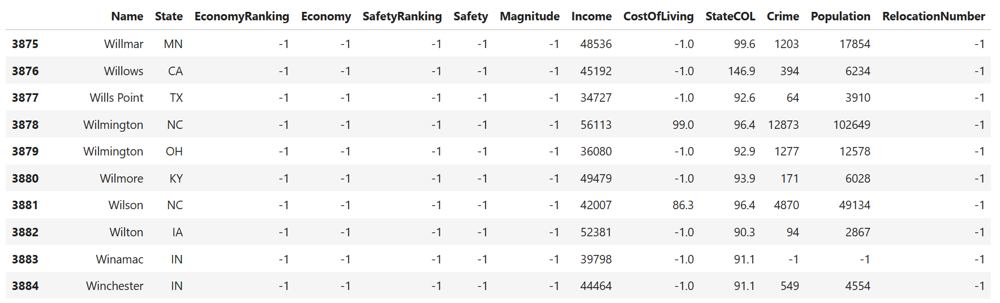 Name State EconomyRanking Economy SafetyRanking Safety Magnitude Income CostOfLiving StateCOL Crime Population RelocationNumber
3875 Willmar MN -1 -1 -1 -1 -1 48536 -1.0 99.6 1203 17854 -1
3876 Willows CA -1 -1 -1 -1 -1 45192 -1.0 146.9 394 6234 -1
3877 Wills Point TX -1 -1 -1 -1 -1 34727 -1.0 92.6 64 3910 -1
3878 Wilmington NC -1 -1 -1 -1 -1 56113 99.0 96.4 12873 102649 -1
3879 Wilmington OH -1 -1 -1 -1 -1 36080 -1.0 92.9 1277 12578 -1
3880 Wilmore KY -1 -1 -1 -1 -1 49479 -1.0 93.9 171 6028 -1
3881 Wilson NC -1 -1 -1 -1 -1 42007 86.3 96.4 4870 49134 -1
3882 Wilton IA -1 -1 -1 -1 -1 52381 -1.0 90.3 94 2867 -1
3883 Winamac IN -1 -1 -1 -1 -1 39798 -1.0 91.1 -1 -1 -1
3884 Winchester IN -1 -1 -1 -1 -1 44464 -1.0 91.1 549 4554 -1